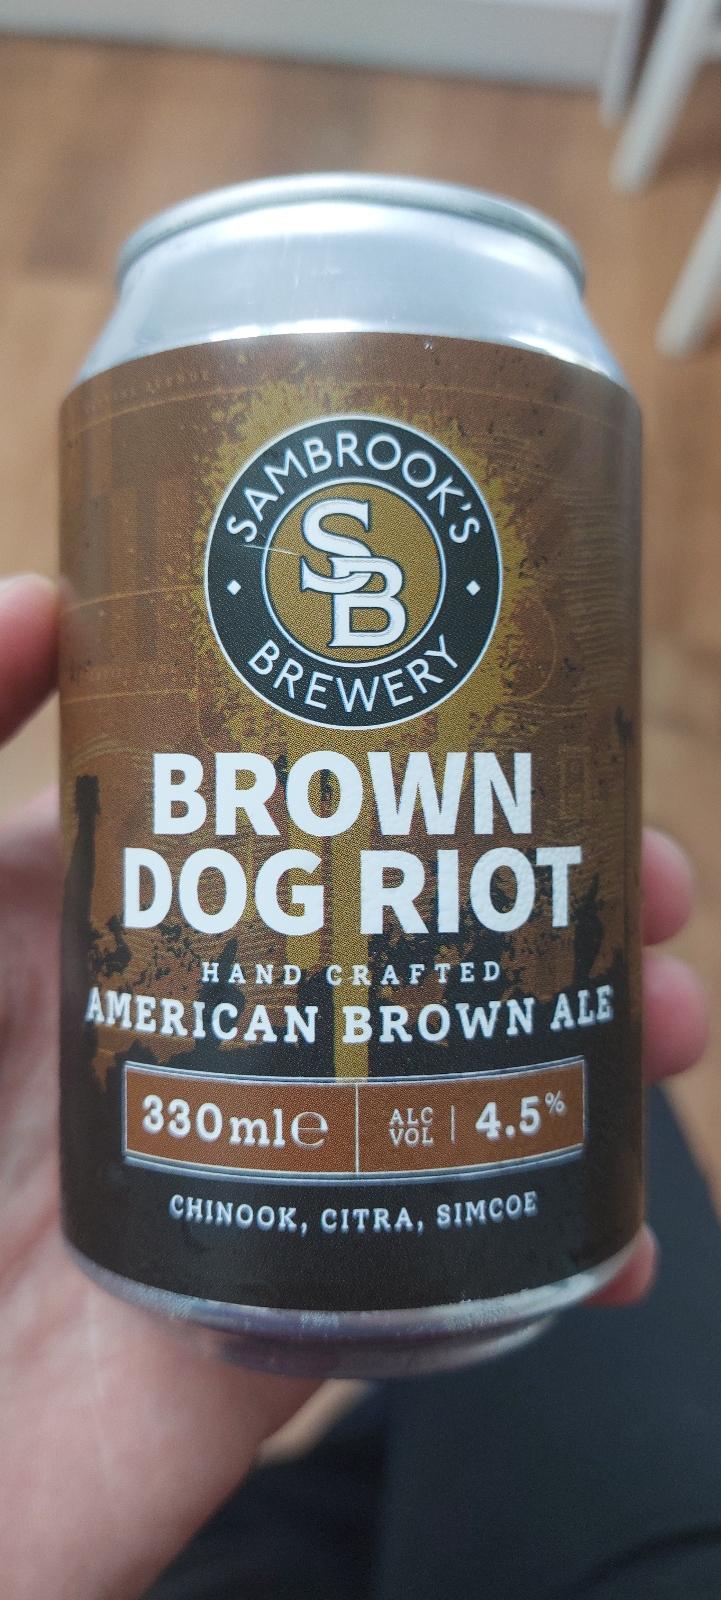 SAMBROOK'S
SB
BREWERY
BROWN
DOG RIOT
HAND CRAFTED
AMERICAN BROWN ALE
330ml℮ ALC VOL 4.5%
CHINOOK, CITRA, SIMCOE